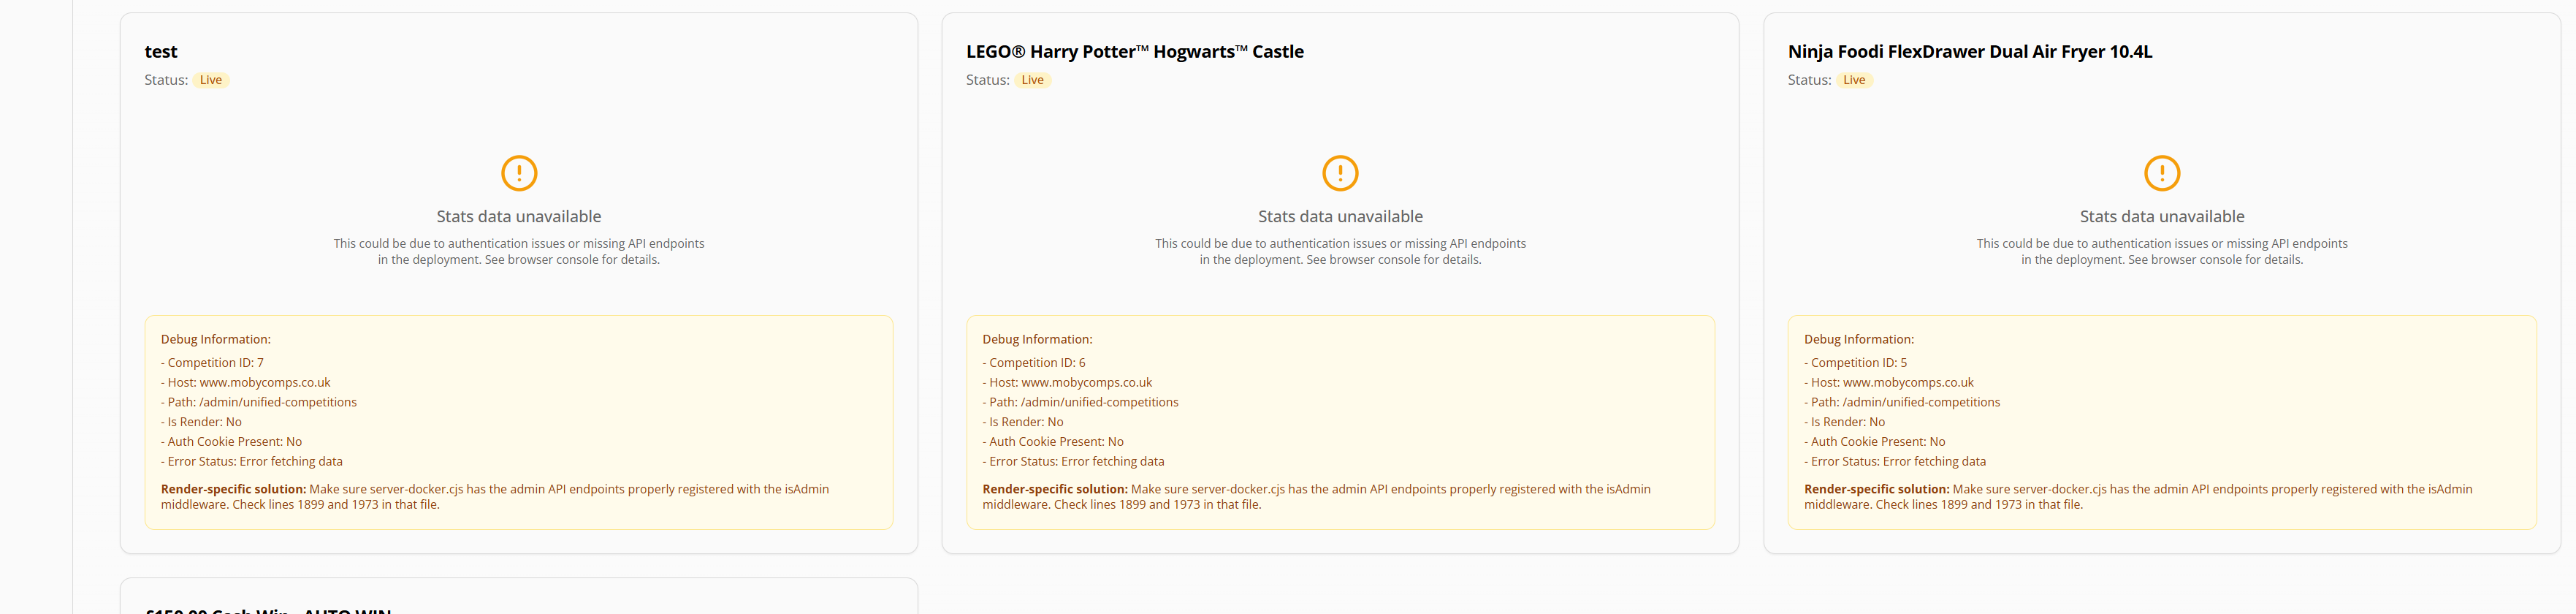 test
Status: Live
Stats data unavailable
This could be due to authentication issues or missing API endpoints
in the deployment. See browser console for details.
Debug Information:
- Competition ID: 7
- Host: www.mobycomps.co.uk
- Path: /admin/unified-competitions
- Is Render: No
- Auth Cookie Present: No
- Error Status: Error fetching data
Render-specific solution: Make sure server-docker.cjs has the admin API endpoints properly registered with the isAdmin
middleware. Check lines 1899 and 1973 in that file.
LEGO® Harry Potter™ Hogwarts™ Castle
Status: Live
Stats data unavailable
This could be due to authentication issues or missing API endpoints
in the deployment. See browser console for details.
Debug Information:
- Competition ID: 6
- Host: www.mobycomps.co.uk
- Path: /admin/unified-competitions
- Is Render: No
- Auth Cookie Present: No
- Error Status: Error fetching data
Render-specific solution: Make sure server-docker.cjs has the admin API endpoints properly registered with the isAdmin
middleware. Check lines 1899 and 1973 in that file.
Ninja Foodi FlexDrawer Dual Air Fryer 10.4L
Status: Live
Stats data unavailable
This could be due to authentication issues or missing API endpoints
in the deployment. See browser console for details.
Debug Information:
- Competition ID: 5
- Host: www.mobycomps.co.uk
- Path: /admin/unified-competitions
- Is Render: No
- Auth Cookie Present: No
- Error Status: Error fetching data
Render-specific solution: Make sure server-docker.cjs has the admin API endpoints properly registered with the isAdmin
middleware. Check lines 1899 and 1973 in that file.
Cash Win - AUTO WIN